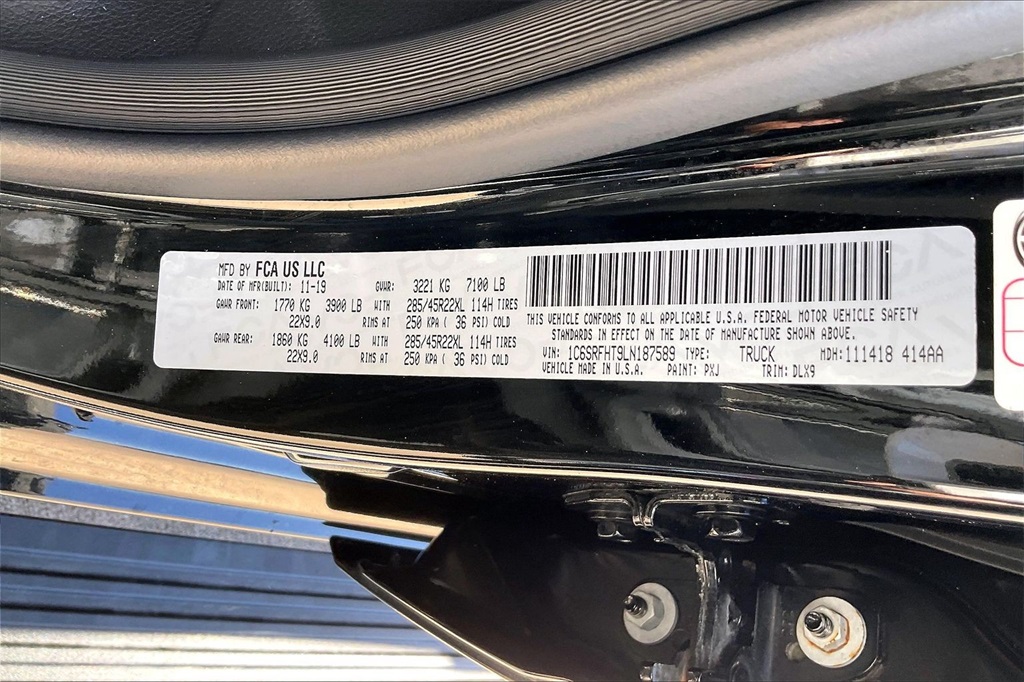 MFD BY FCA US LLC
DATE OF MFR(BUILT): 11-19 GVWR: 3221 KG 7100 LB
GAWR FRONT: 1770 KG 3900 LB WITH 285/45R22XL 114H TIRES
22X9.0 RIMS AT 250 KPA ( 36 PSI) COLD
GAWR REAR: 1860 KG 4100 LB WITH 285/45R22XL 114H TIRES
22X9.0 RIMS AT 250 KPA ( 36 PSI) COLD
THIS VEHICLE CONFORMS TO ALL APPLICABLE U.S.A. FEDERAL MOTOR VEHICLE SAFETY
STANDARDS IN EFFECT ON THE DATE OF MANUFACTURE SHOWN ABOVE.
VIN: 1C6SRFHT9LN187589 TYPE: TRUCK MDH: 111418 414AA
VEHICLE MADE IN U.S.A. PAINT: PXJ TRIM: DLX9